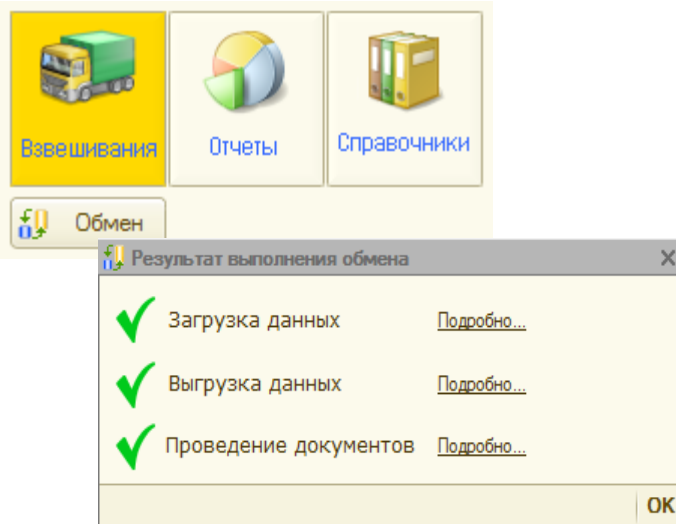 Взвешивания
Отчеты
Справочники
Обмен
Результат выполнения обмена
Загрузка данных Подробно...
Выгрузка данных Подробно...
Проведение документов Подробно...
OK